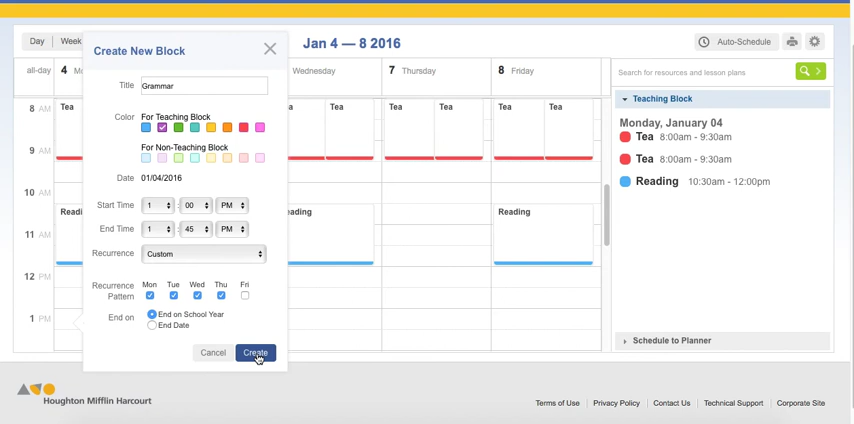 Day
Week
Create New Block
Jan 4 — 8 2016
Auto-Schedule
all-day
4
Wednesday
7 Thursday
8 Friday
Search for resources and lesson plans
Title
Grammar
Color
For Teaching Block
For Non-Teaching Block
Date
01/04/2016
Start Time
1 : 00 PM
End Time
1 : 45 PM
Recurrence
Custom
Recurrence Pattern
Mon Tue Wed Thu Fri
End on
End on School Year
End Date
Cancel
Create
8 AM
9 AM
10 AM
11 AM
12 PM
1 PM
Tea
Tea
Tea
Tea
Tea
Tea
Reading
Teaching Block
Monday, January 04
Tea 8:00am - 9:30am
Tea 8:00am - 9:30am
Reading 10:30am - 12:00pm
Schedule to Planner
Houghton Mifflin Harcourt
Terms of Use
Privacy Policy
Contact Us
Technical Support
Corporate Site